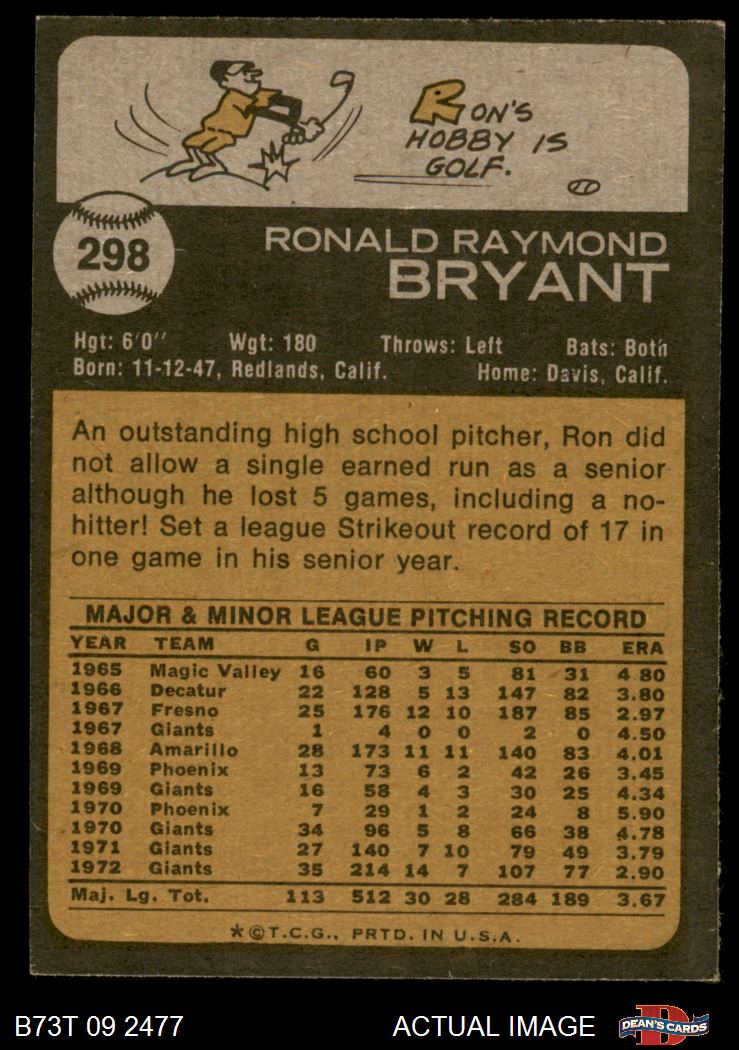 RON'S
HOBBY IS
GOLF.
298
RONALD RAYMOND
BRYANT
Hgt: 6'0" Wgt: 180 Throws: Left Bats: Both
Born: 11-12-47, Redlands, Calif. Home: Davis, Calif.
An outstanding high school pitcher, Ron did
not allow a single earned run as a senior
although he lost 5 games, including a no-
hitter! Set a league Strikeout record of 17 in
one game in his senior year.
MAJOR & MINOR LEAGUE PITCHING RECORD
YEAR TEAM G IP W L SO BB ERA
1965 Magic Valley 16 60 3 5 81 31 4.80
1966 Decatur 22 128 5 13 147 82 3.80
1967 Fresno 25 176 12 10 187 85 2.97
1967 Giants 1 4 0 0 2 0 4.50
1968 Amarillo 28 173 11 11 140 83 4.01
1969 Phoenix 13 73 6 2 42 26 3.45
1969 Giants 16 58 4 3 30 25 4.34
1970 Phoenix 7 29 1 2 24 8 5.90
1970 Giants 34 96 5 8 66 38 4.78
1971 Giants 27 140 7 10 79 49 3.79
1972 Giants 35 214 14 7 107 77 2.90
Maj. Lg. Tot. 113 512 30 28 284 189 3.67
*©T.C.G., PRTD. IN U.S.A.
B73T 09 2477 ACTUAL IMAGE DEAN'S CARDS